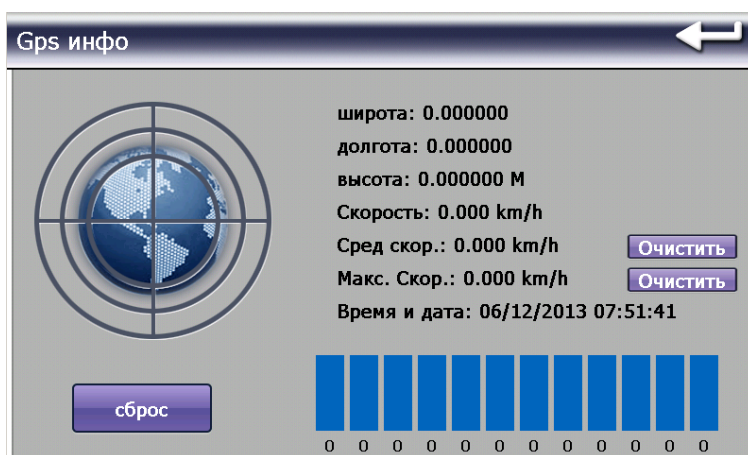 Gps инфо
широта: 0.000000
долгота: 0.000000
высота: 0.000000 М
Скорость: 0.000 km/h
Сред скор.: 0.000 km/h Очистить
Макс. Скор.: 0.000 km/h Очистить
Время и дата: 06/12/2013 07:51:41
сброс
0 0 0 0 0 0 0 0 0 0 0 0